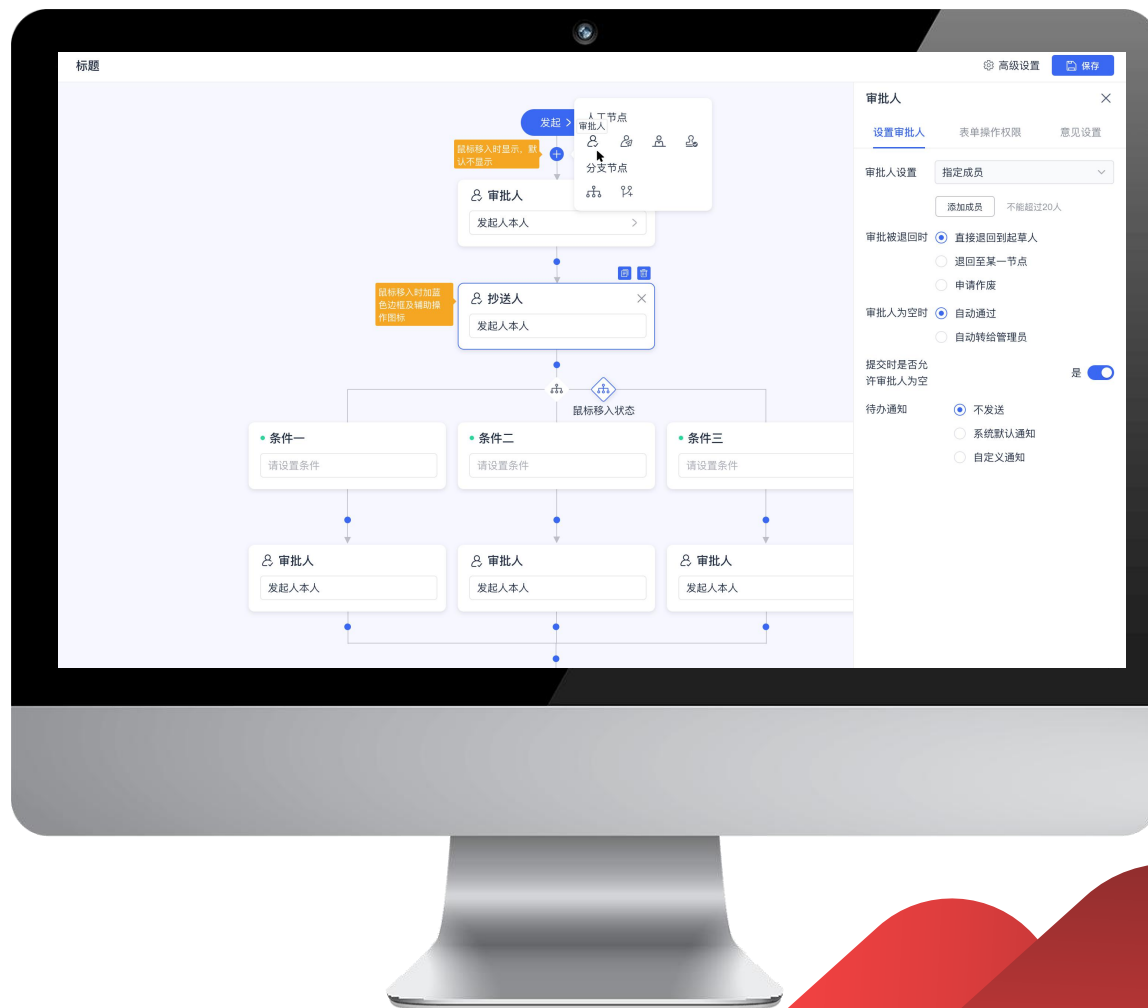 标题
高级设置
保存
发起
人工节点
审批人
分支节点
鼠标移入时显示、默
认不显示
审批人
发起人本人
鼠标移入时加蓝
色边框及辅助操
作图标
抄送人
发起人本人
鼠标移入状态
条件一
请设置条件
条件二
请设置条件
条件三
请设置条件
审批人
发起人本人
审批人
发起人本人
审批人
发起人本人
审批人
设置审批人
表单操作权限
意见设置
审批人设置
指定成员
添加成员
不能超过20人
审批被退回时
直接退回到起草人
退回至某一节点
申请作废
审批人为空时
自动通过
自动转给管理员
提交时是否允
许审批人为空
是
待办通知
不发送
系统默认通知
自定义通知